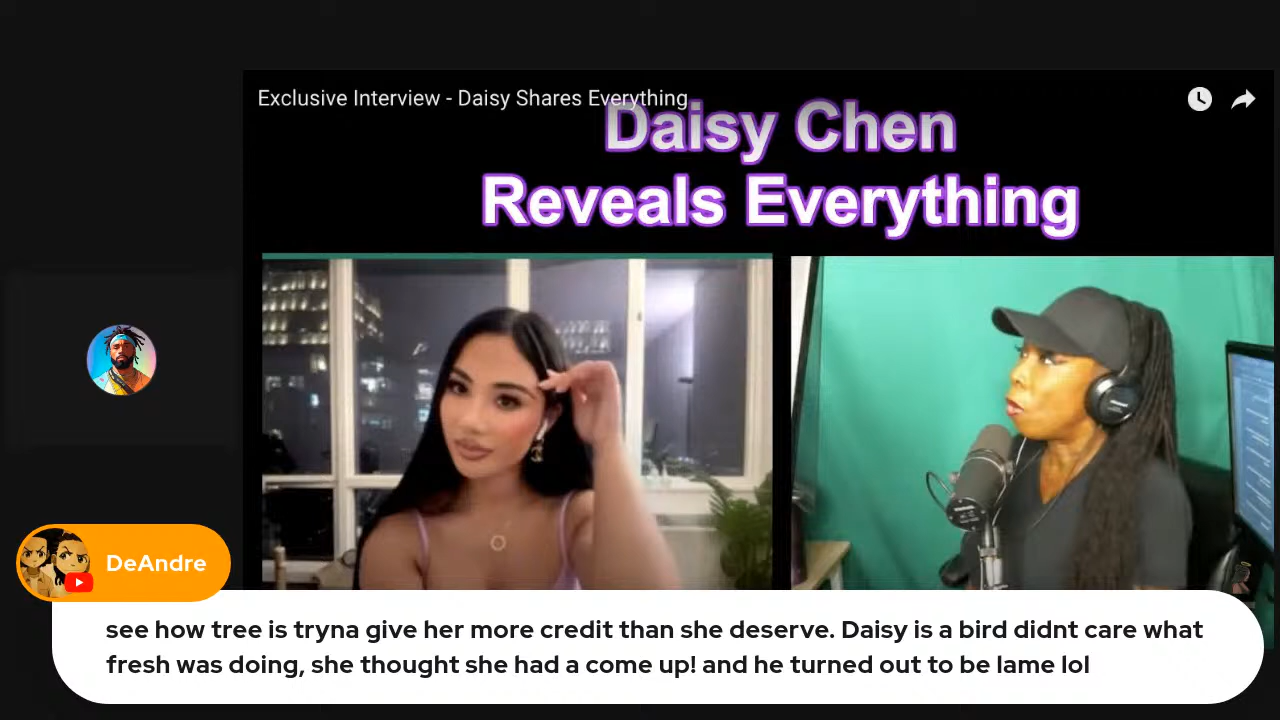 Exclusive Interview - Daisy Shares Everything
Daisy Chen
Reveals Everything
DeAndre
see how tree is tryna give her more credit than she deserve. Daisy is a bird didnt care what
fresh was doing, she thought she had a come up! and he turned out to be lame lol